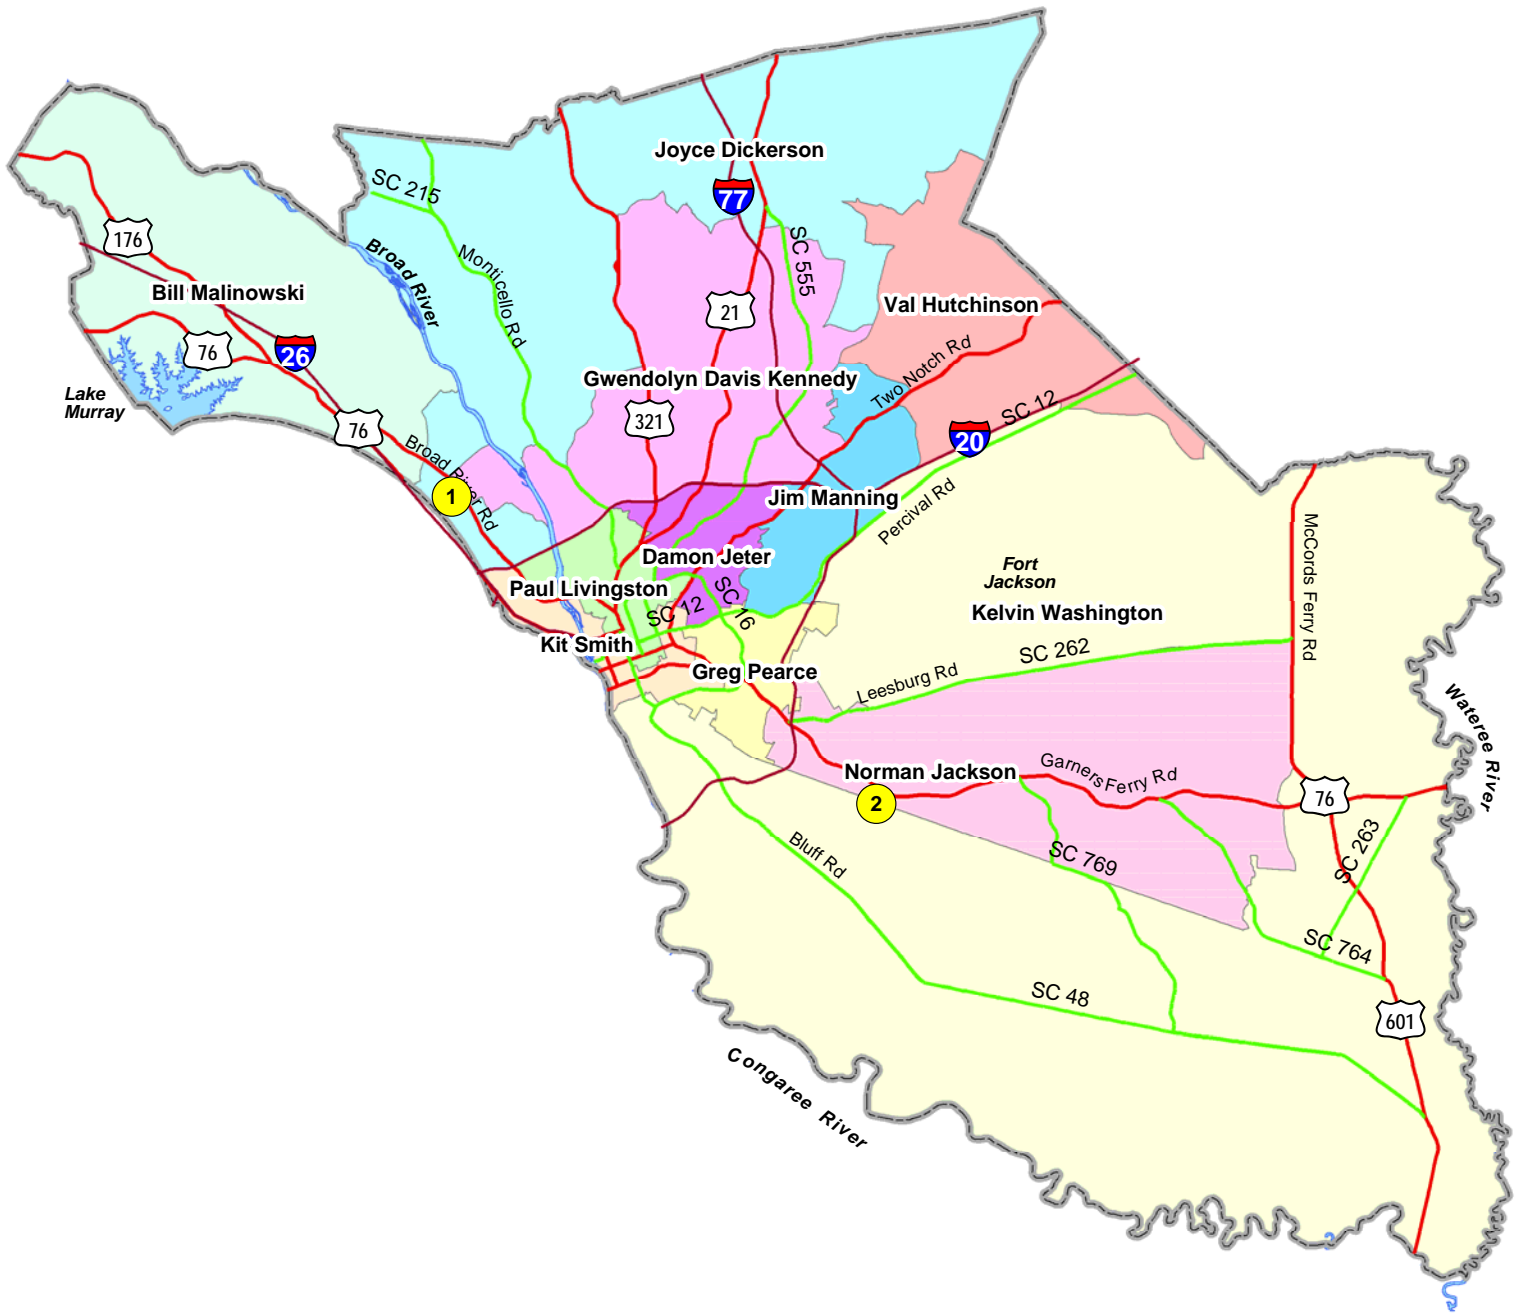 Joyce Dickerson
77
SC 215
176
Broad River
Monticello Rd
SC 555
Bill Malinowski
21
Val Hutchinson
76
26
Two Notch Rd
Lake
Murray
Gwendolyn Davis Kennedy
321
SC 12
76
20
Broad River Rd
1
Jim Manning
Percival Rd
McCords Ferry Rd
Damon Jeter
Fort
Jackson
Paul Livingston
SC 12
SC 16
Kelvin Washington
Kit Smith
SC 262
Greg Pearce
Leesburg Rd
Wateree River
Norman Jackson
Garners Ferry Rd
2
76
Bluff Rd
SC 769
SC 263
SC 764
SC 48
601
Congaree River